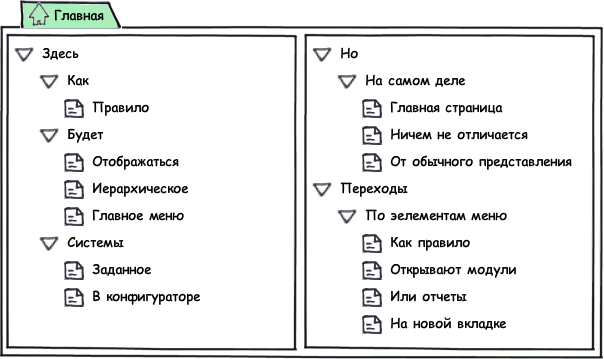 Главная
Здесь
Как
Правило
Будет
Отображаться
Иерархическое
Главное меню
Системы
Заданное
В конфигураторе
Но
На самом деле
Главная страница
Ничем не отличается
От обычного представления
Переходы
По эелементам меню
Как правило
Открывают модули
Или отчеты
На новой вкладке